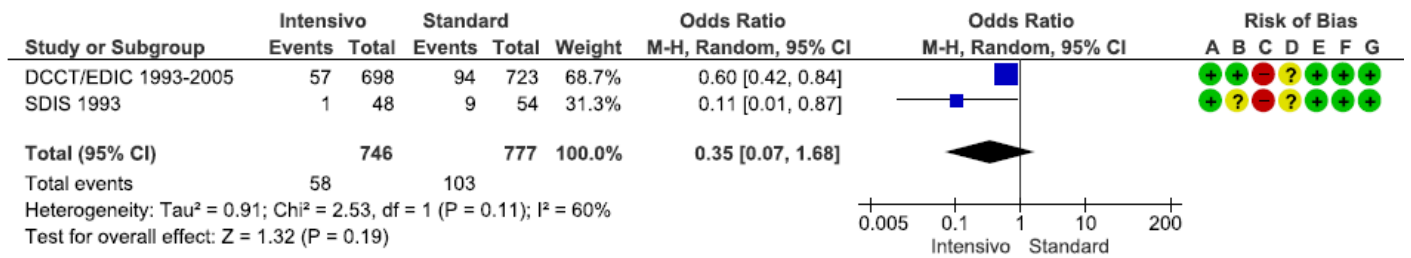 Intensivo Standard Odds Ratio Odds Ratio Risk of Bias
Study or Subgroup Events Total Events Total Weight M-H, Random, 95% CI M-H, Random, 95% CI A B C D E F G
DCCT/EDIC 1993-2005 57 698 94 723 68.7% 0.60 [0.42, 0.84] + + − ? + + +
SDIS 1993 1 48 9 54 31.3% 0.11 [0.01, 0.87] + ? − ? + + +
Total (95% CI) 746 777 100.0% 0.35 [0.07, 1.68]
Total events 58 103
Heterogeneity: Tau² = 0.91; Chi² = 2.53, df = 1 (P = 0.11); I² = 60%
Test for overall effect: Z = 1.32 (P = 0.19)
0.005 0.1 1 10 200
Intensivo Standard